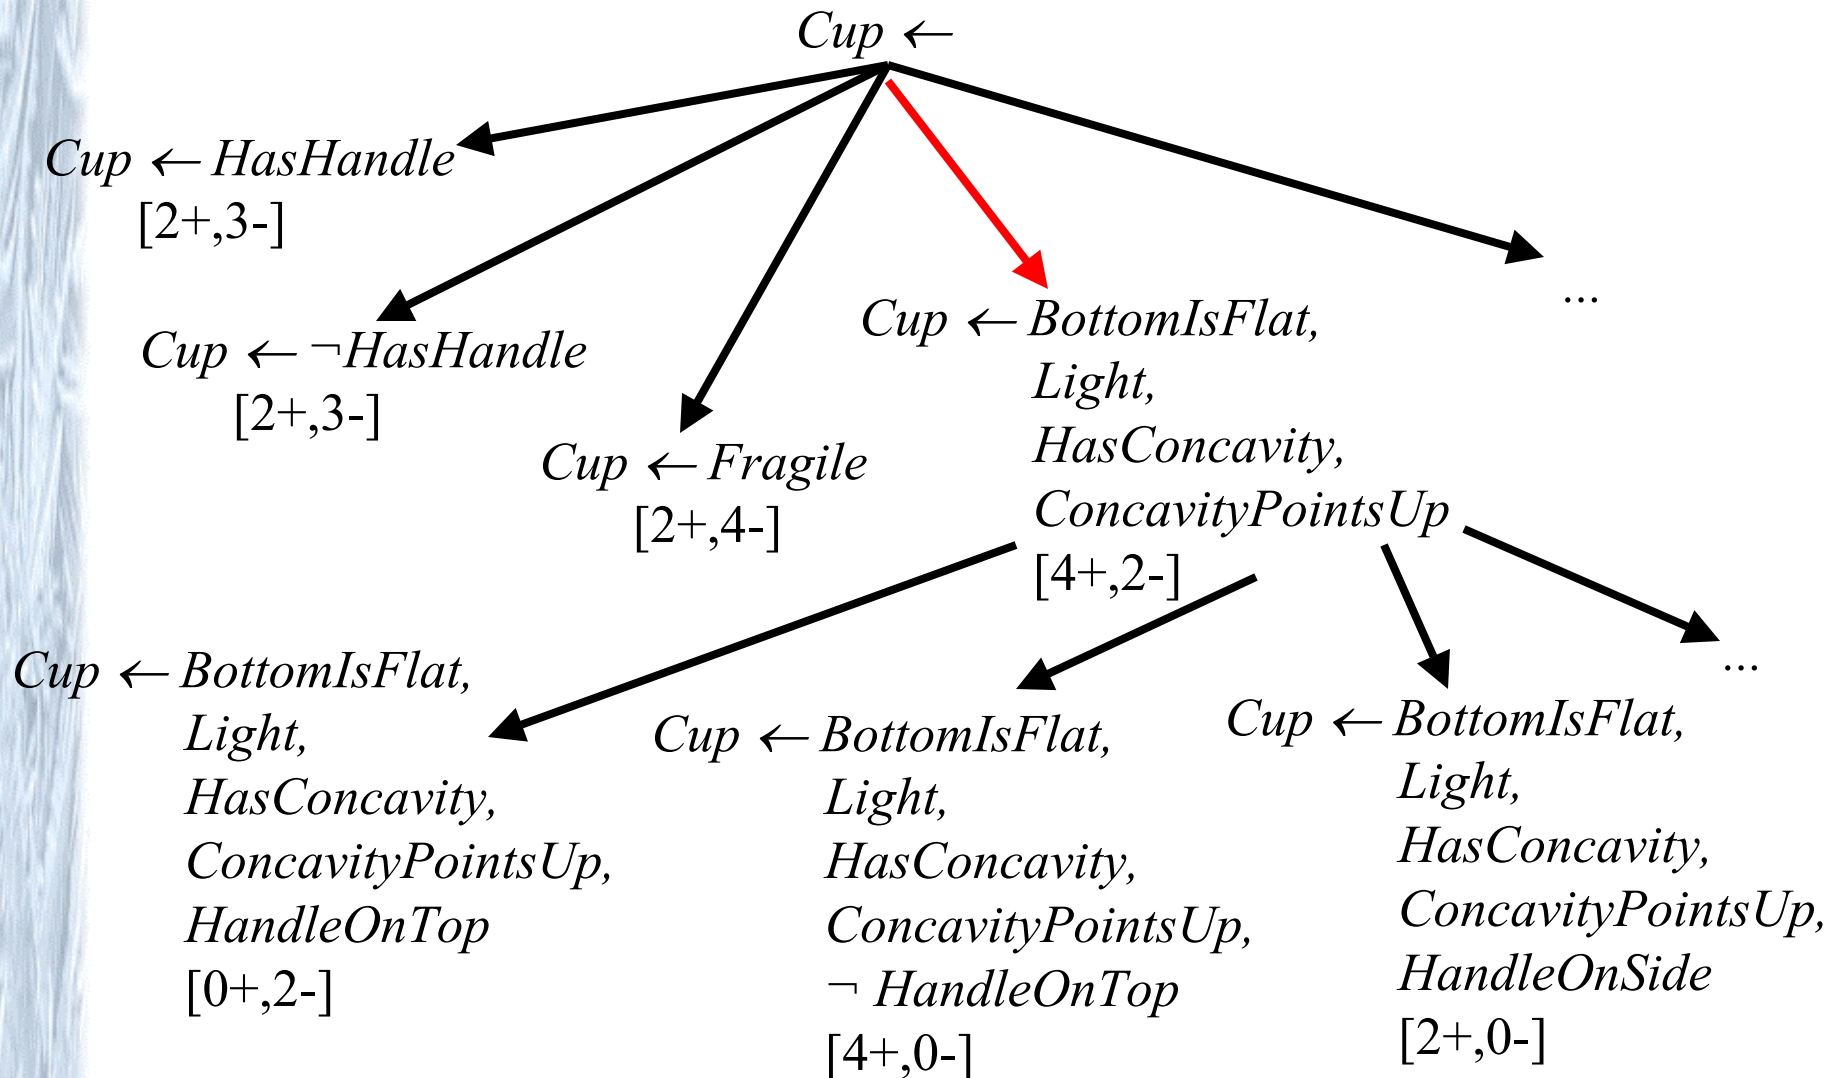 Cup ←
Cup ← HasHandle
[2+,3-]
Cup ← ¬HasHandle
[2+,3-]
Cup ← Fragile
[2+,4-]
Cup ← BottomIsFlat,
Light,
HasConcavity,
ConcavityPointsUp
[4+,2-]
...
Cup ← BottomIsFlat,
Light,
HasConcavity,
ConcavityPointsUp,
HandleOnTop
[0+,2-]
Cup ← BottomIsFlat,
Light,
HasConcavity,
ConcavityPointsUp,
¬ HandleOnTop
[4+,0-]
Cup ← BottomIsFlat,
Light,
HasConcavity,
ConcavityPointsUp,
HandleOnSide
[2+,0-]
...